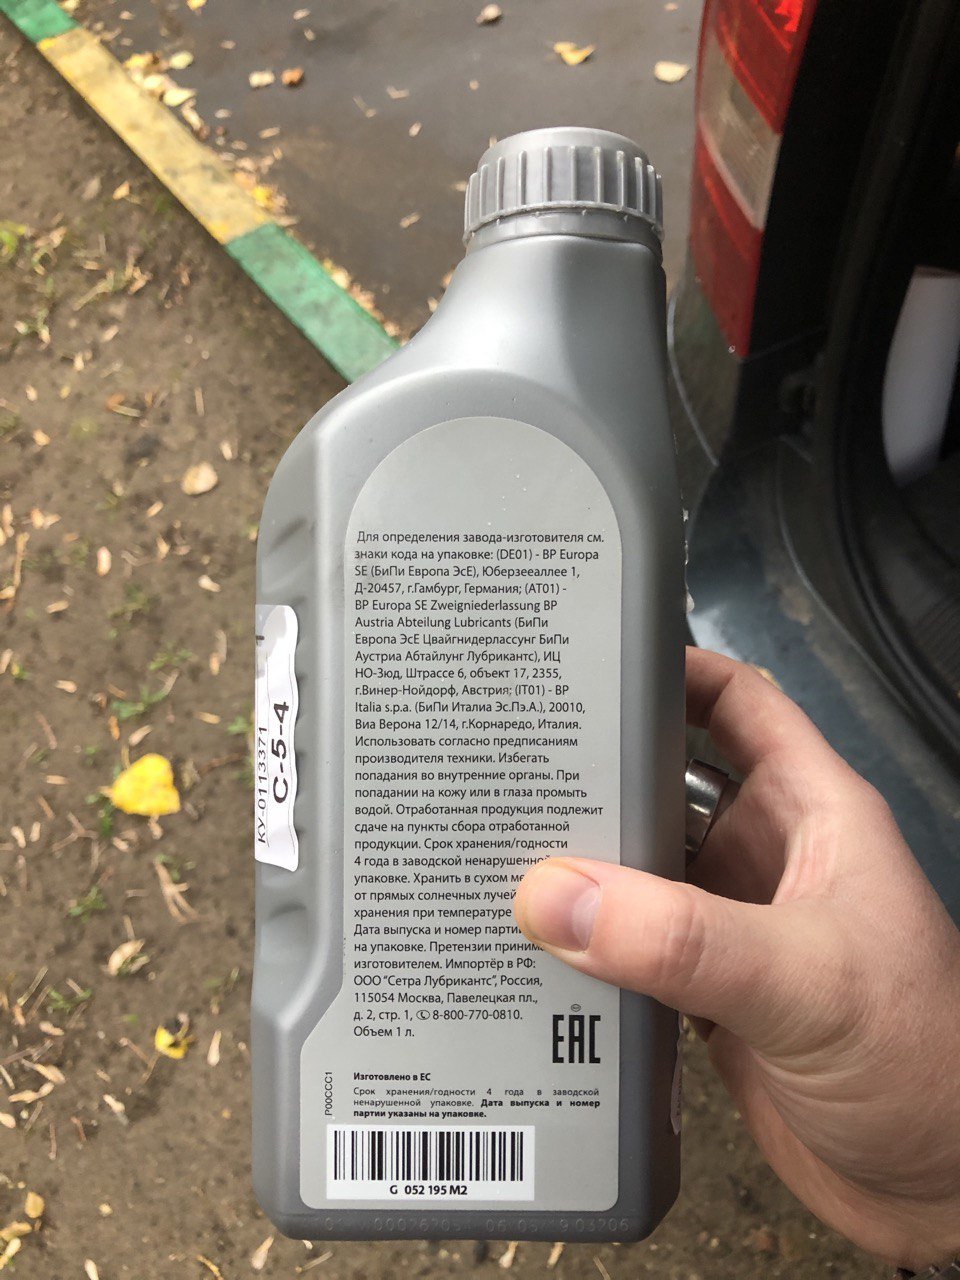 Для определения завода-изготовителя см.
знаки кода на упаковке: (DE01) - BP Europa
SE (БиПи Европа ЭсЕ), Юберзееаллее 1,
Д-20457, г.Гамбург, Германия; (AT01) -
BP Europa SE Zweigniederlassung BP
Austria Abteilung Lubricants (БиПи
Европа ЭсЕ Цвайгнидерлассунг БиПи
Аустриа Абтайлунг Лубрикантс), ИЦ
НО-Зюд, Штрассе 6, объект 17, 2355,
г.Винер-Нойдорф, Австрия; (IT01) - BP
Italia s.p.a. (БиПи Италиа Эс.Пэ.А.), 20010,
Виа Верона 12/14, г.Корнаредо, Италия.
Использовать согласно предписаниям
производителя техники. Избегать
попадания во внутренние органы. При
попадании на кожу или в глаза промыть
водой. Отработанная продукция подлежит
сдаче на пункты сбора отработанной
продукции. Срок хранения/годности
4 года в заводской ненарушенной
упаковке. Хранить в сухом
от прямых солнечных лучей
хранения при температуре
Дата выпуска и номер
на упаковке. Претензии
изготовителем. Импортёр в РФ:
ООО "Сетра Лубрикантс", Россия,
115054 Москва, Павелецкая пл.,
д. 2, стр. 1, 8-800-770-0810.
Объем 1 л.
EAC
Изготовлено в ЕС
Срок хранения/годности 4 года в заводской
ненарушенной упаковке. Дата выпуска и номер
партии указаны на упаковке.
P00CCC1
G 052 195 M2
КУ-0113371
С-5-4